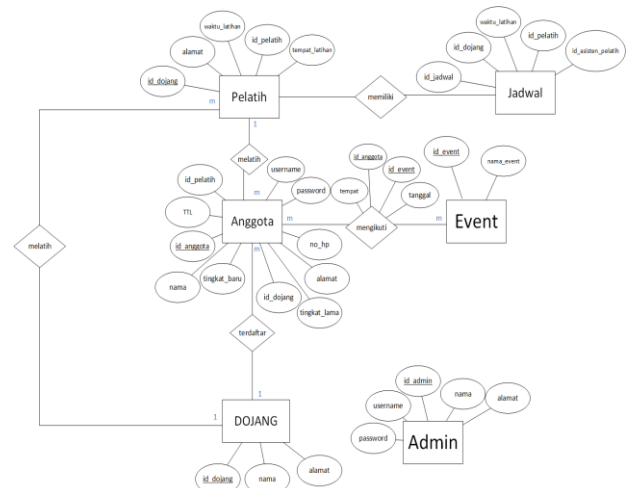 waktu_latihan
alamat
id_pelatih
tempat_latihan
id_dojang
Pelatih
m
1
memiliki
waktu_latihan
id_dojang
id_pelatih
id_asisten_pelatih
id_jadwal
Jadwal
melatih
id_pelatih
username
password
TTL
Anggota
m
m
m
id_anggota
no_hp
nama
tingkat_baru
id_dojang
alamat
tingkat_lama
id_anggota
id_event
tempat
tanggal
mengikuti
m
id_event
nama_event
Event
melatih
terdaftar
1
1
DOJANG
id_dojang
nama
alamat
id_admin
username
nama
alamat
password
Admin